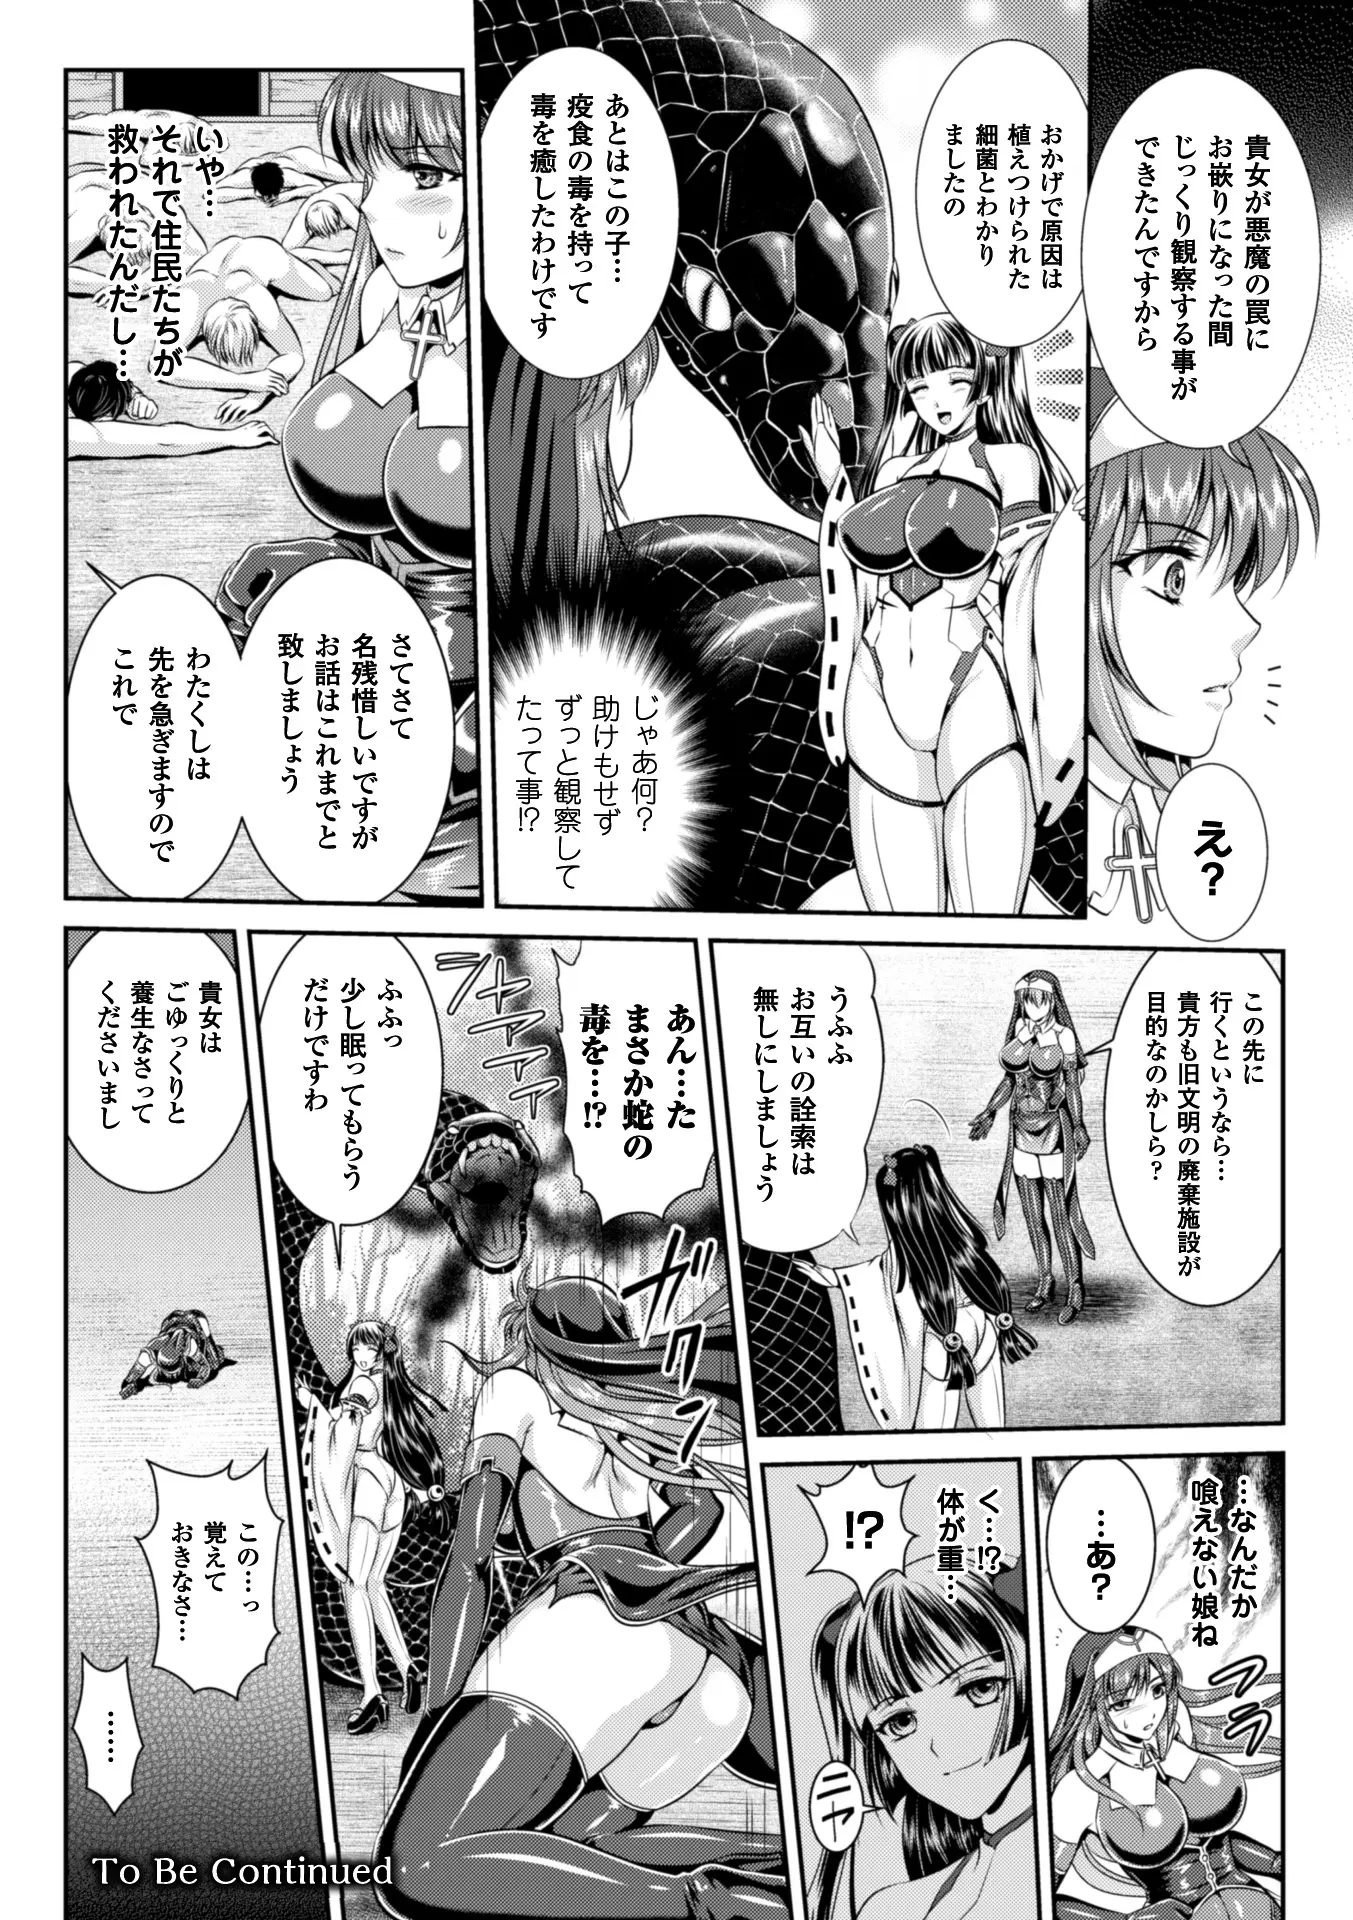 貴女が悪魔の罠に
お嵌りになった間
じっくり観察する事が
できたんですから
え?
おかげで原因は
植えつけられた
細菌とわかり
ましたの
あとはこの子…
疫食の毒を持って
毒を癒したわけです
じゃあ何?
助けもせず
ずっと観察して
たって事!?
いや…
それで住民たちが
救われたんだし…
さてさて
名残惜しいですが
お話はこれまでと
致しましょう
わたくしは
先を急ぎますので
これで
この先に
行くというなら…
貴方も旧文明の廃棄施設が
目的なのかしら?
うふふ
お互いの詮索は
無しにしましょう
…なんだか
喰えない娘ね
…あ?
フラフラ
く…!?
体が重…
!?
ニヤ
あん…た
まさか蛇の
毒を…!?
シャアァアァ
ガクガク
ふふっ
少し眠ってもらう
だけですわ
貴女は
ごゆっくりと
養生なさって
くださいまし
この…っ
覚えて
おきなさ…
……
To Be Continued